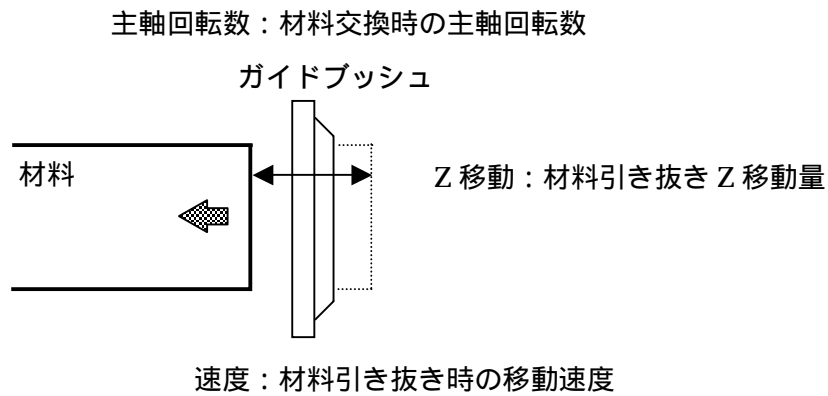 主軸回転数：材料交換時の主軸回転数
ガイドブッシュ
材料
Z 移動：材料引き抜き Z 移動量
速度：材料引き抜き時の移動速度